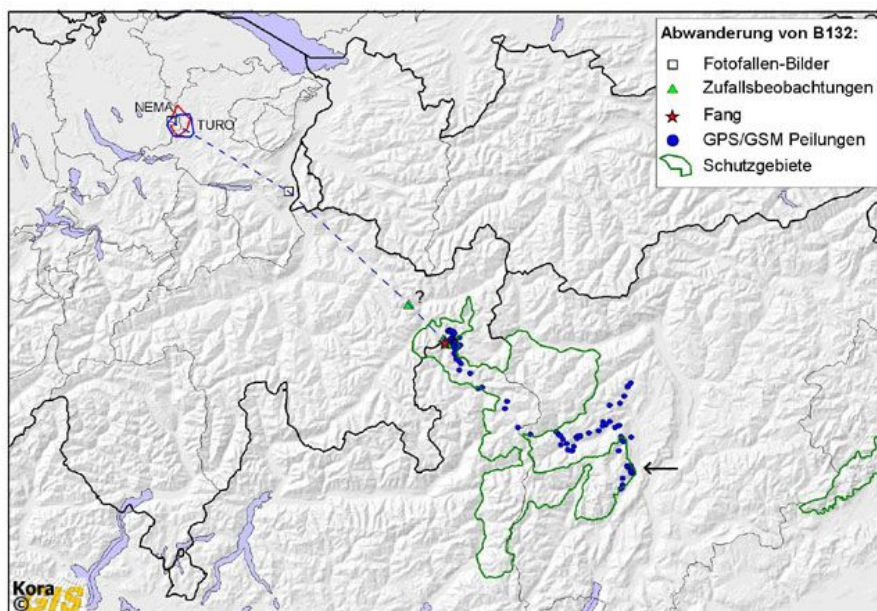 Abwanderung von B132:
Fotofallen-Bilder
Zufallsbeobachtungen
Fang
GPS/GSM Peilungen
Schutzgebiete
NEMA
TURO
?
Kora
© GIS